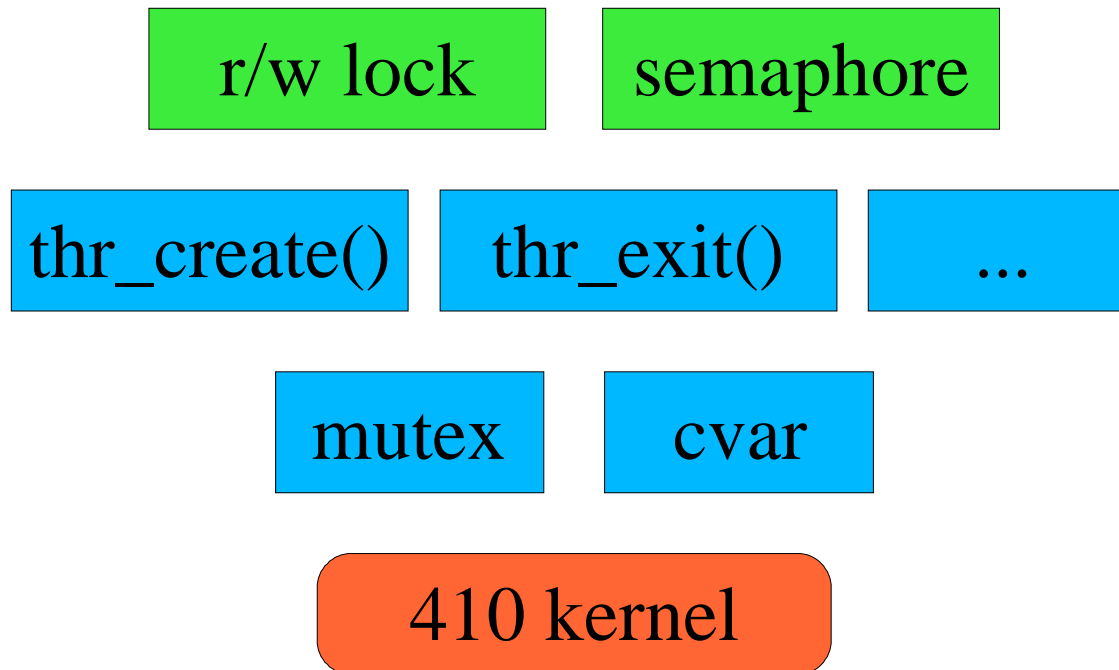 r/w lock
semaphore
thr_create()
thr_exit()
...
mutex
cvar
410 kernel